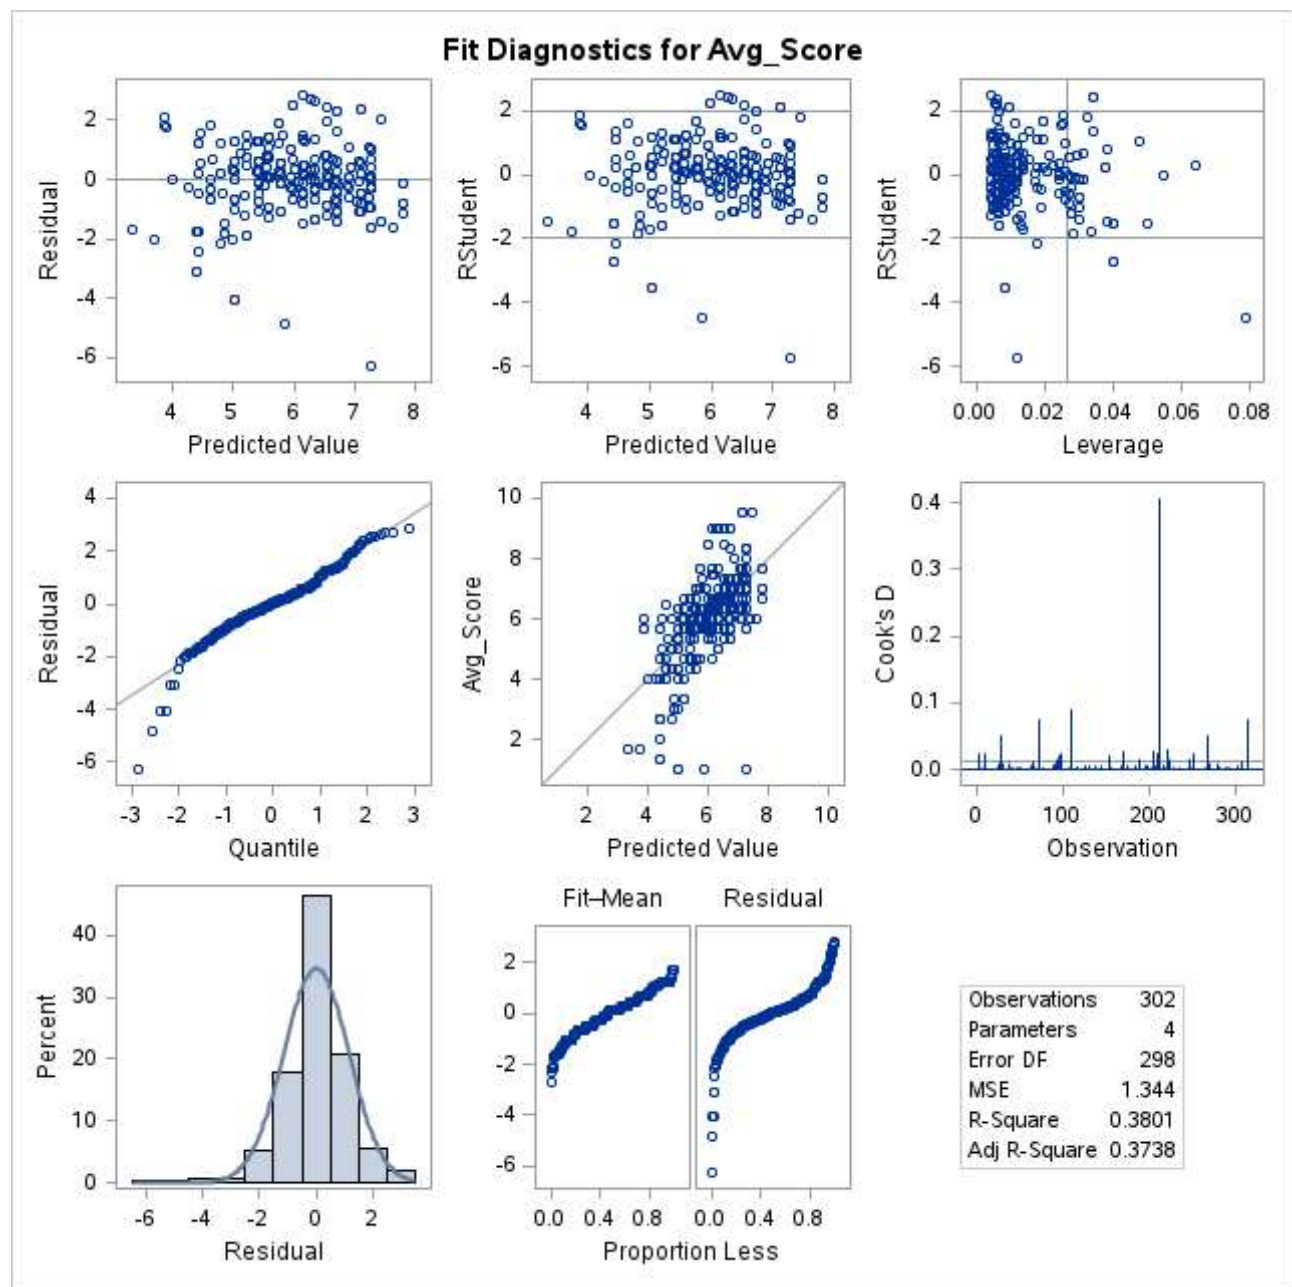 Fit Diagnostics for Avg_Score
2
0
-2
-4
-6
Residual
4 5 6 7 8
Predicted Value
2
0
-2
-4
-6
RStudent
4 5 6 7 8
Predicted Value
2
0
-2
-4
-6
RStudent
0.00 0.02 0.04 0.06 0.08
Leverage
4
2
0
-2
-4
-6
Residual
-3 -2 -1 0 1 2 3
Quantile
10
8
6
4
2
Avg_Score
2 4 6 8 10
Predicted Value
0.4
0.3
0.2
0.1
0.0
Cook's D
0 100 200 300
Observation
40
30
20
10
0
Percent
-6 -4 -2 0 2
Residual
Fit–Mean Residual
2
0
-2
-4
-6
0.0 0.4 0.8 0.0 0.4 0.8
Proportion Less
Observations 302
Parameters 4
Error DF 298
MSE 1.344
R-Square 0.3801
Adj R-Square 0.3738